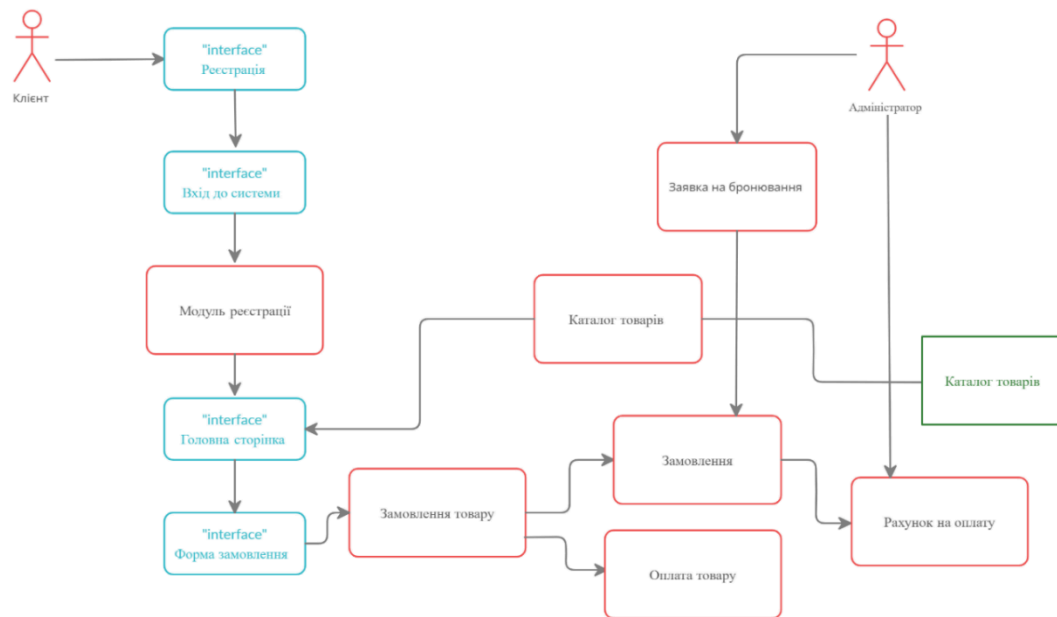 "interface"
Реєстрація
Клієнт
Адміністратор
"interface"
Вхід до системи
Заявка на бронювання
Модуль реєстрації
Каталог товарів
Каталог товарів
"interface"
Головна сторінка
Замовлення
Замовлення товару
Рахунок на оплату
"interface"
Форма замовлення
Оплата товару